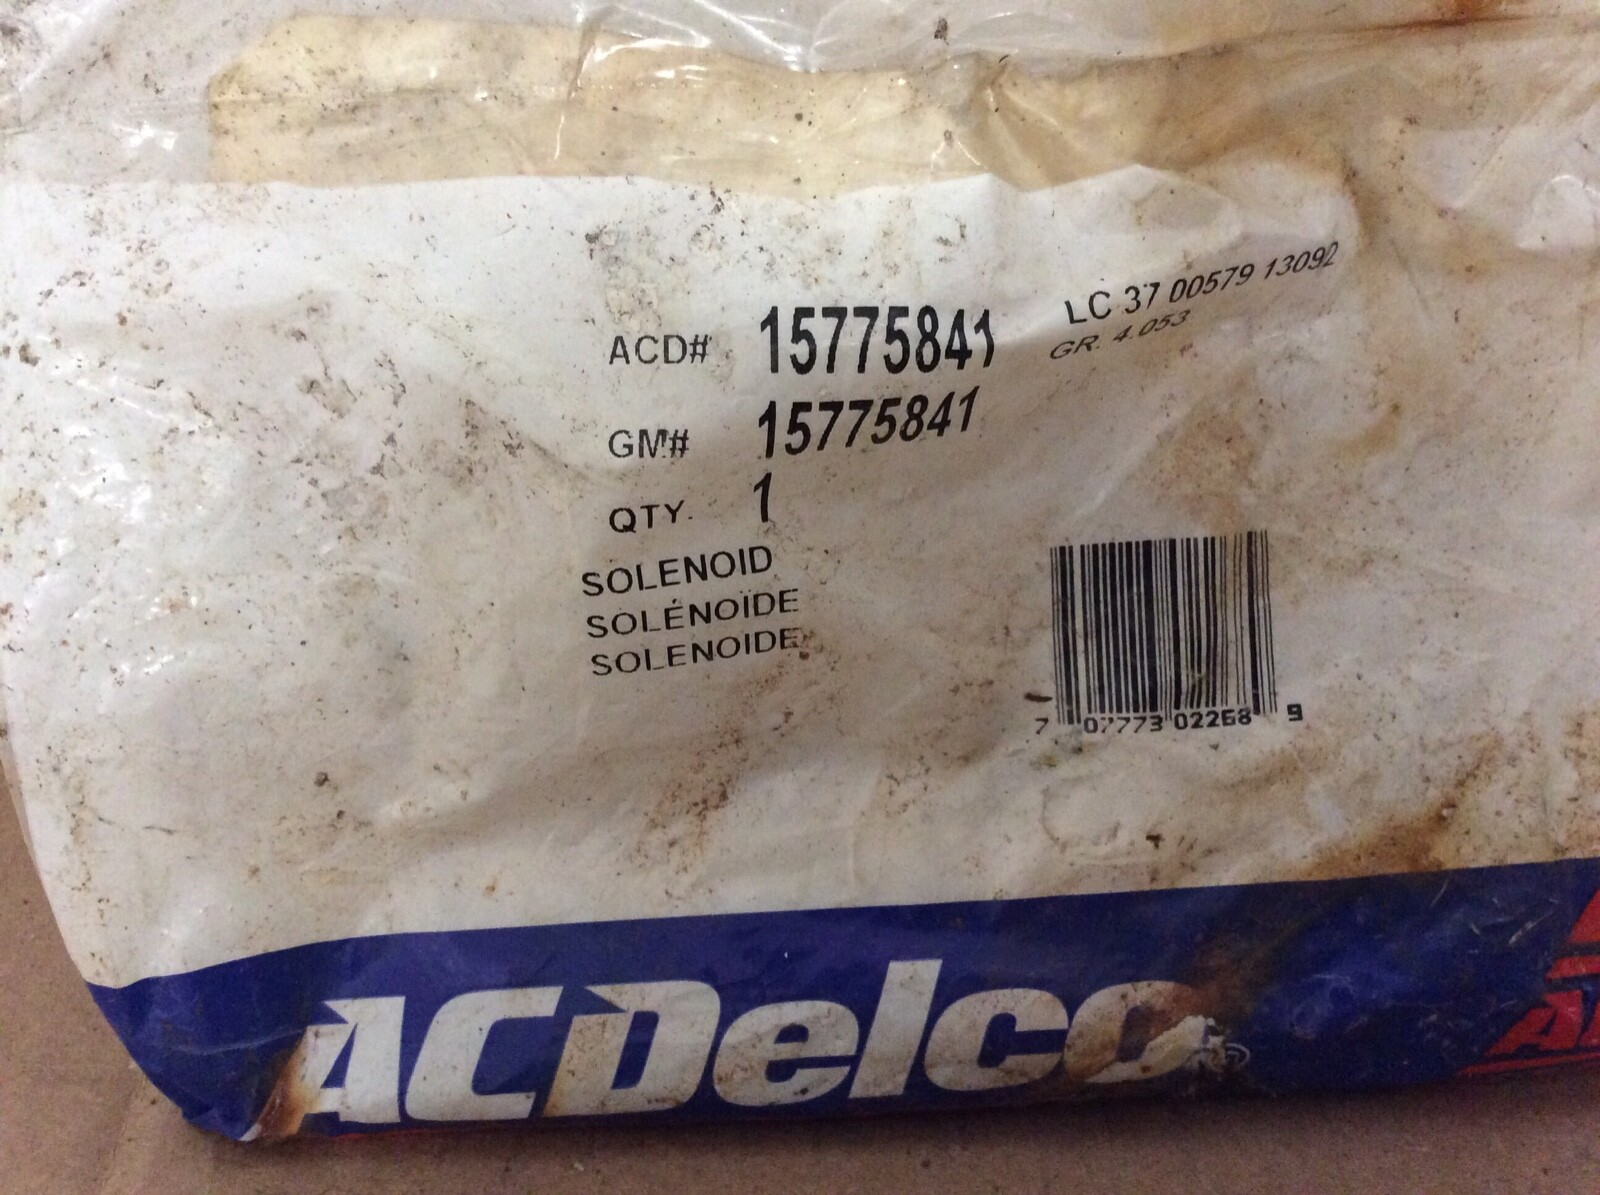 ACD# 15775841 LC 37 00579 13092
GR. 4.053
GM# 15775841
QTY. 1
SOLENOID
SOLÉNOÏDE
SOLENOIDE
7 07773 02268 9
ACDelco®